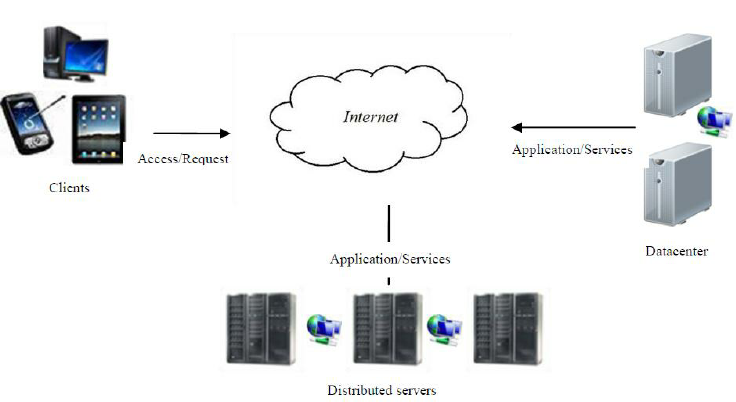 Internet
Access/Request
Clients
Application/Services
Datacenter
Application/Services
Distributed servers